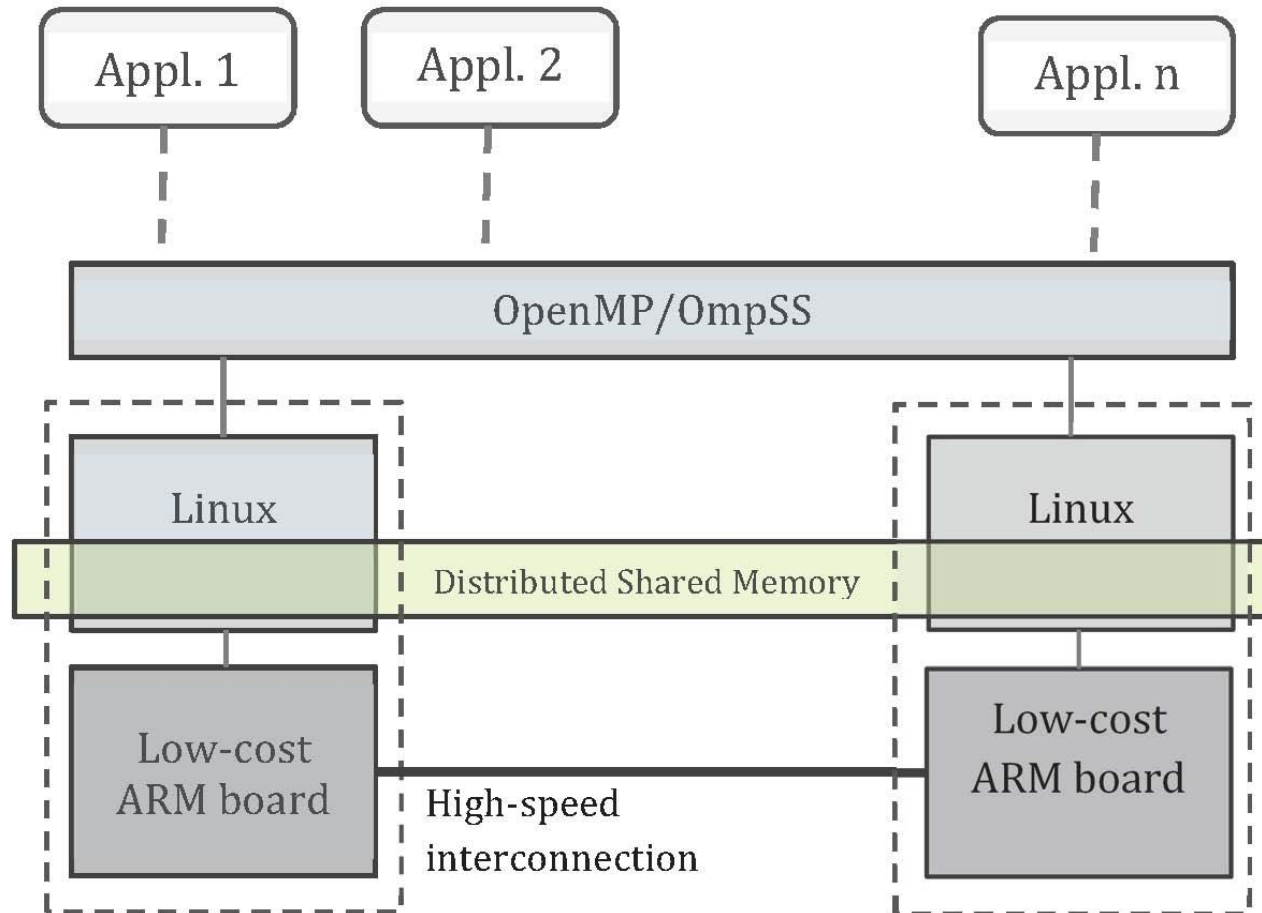 Appl. 1
Appl. 2
Appl. n
OpenMP/OmpSS
Linux
Linux
Distributed Shared Memory
Low-cost
ARM board
Low-cost
ARM board
High-speed
interconnection